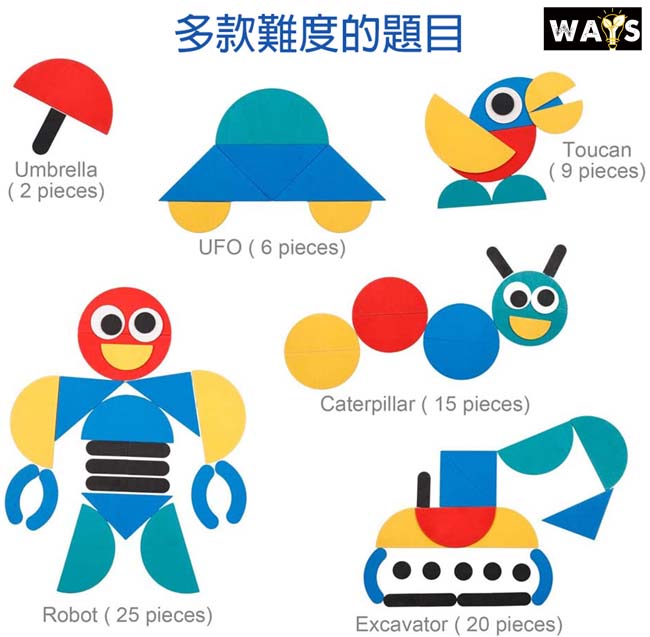 多款難度的題目
WAYS
Umbrella
( 2 pieces)
UFO ( 6 pieces)
Toucan
( 9 pieces)
Caterpillar ( 15 pieces)
Robot ( 25 pieces)
Excavator ( 20 pieces)